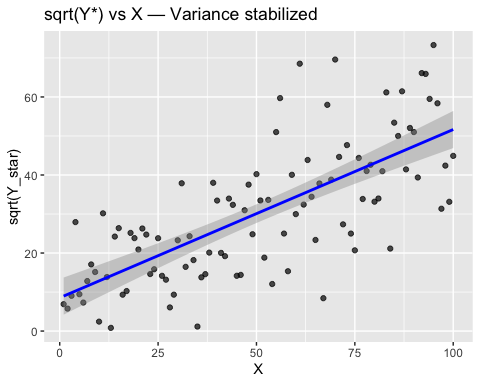 sqrt(Y*) vs X — Variance stabilized
sqrt(Y_star)
60
40
20
0
0 25 50 75 100
X